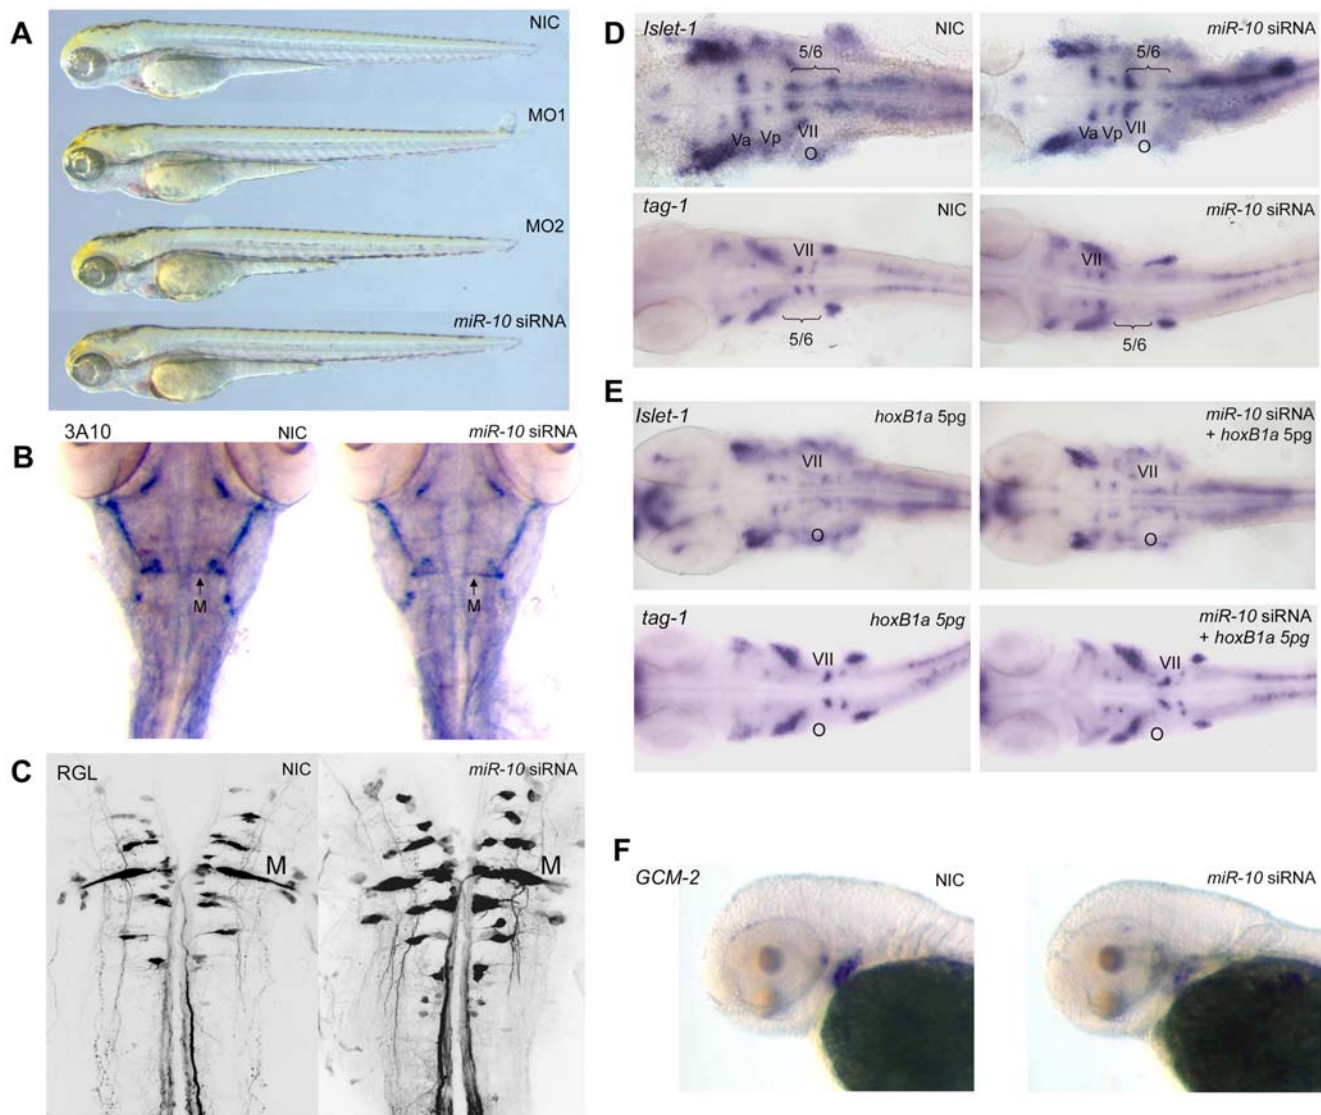 A
NIC
MO1
MO2
miR-10 siRNA
B
3A10
NIC
miR-10 siRNA
M
M
C
RGL
NIC
miR-10 siRNA
M
M
D
Islet-1
NIC
5/6
Va
Vp
VII
O
miR-10 siRNA
5/6
Va
Vp
VII
O
tag-1
NIC
VII
5/6
miR-10 siRNA
VII
5/6
E
Islet-1
hoxB1a 5pg
VII
O
miR-10 siRNA
+ hoxB1a 5pg
VII
O
tag-1
hoxB1a 5pg
VII
O
miR-10 siRNA
+ hoxB1a 5pg
VII
O
F
GCM-2
NIC
miR-10 siRNA